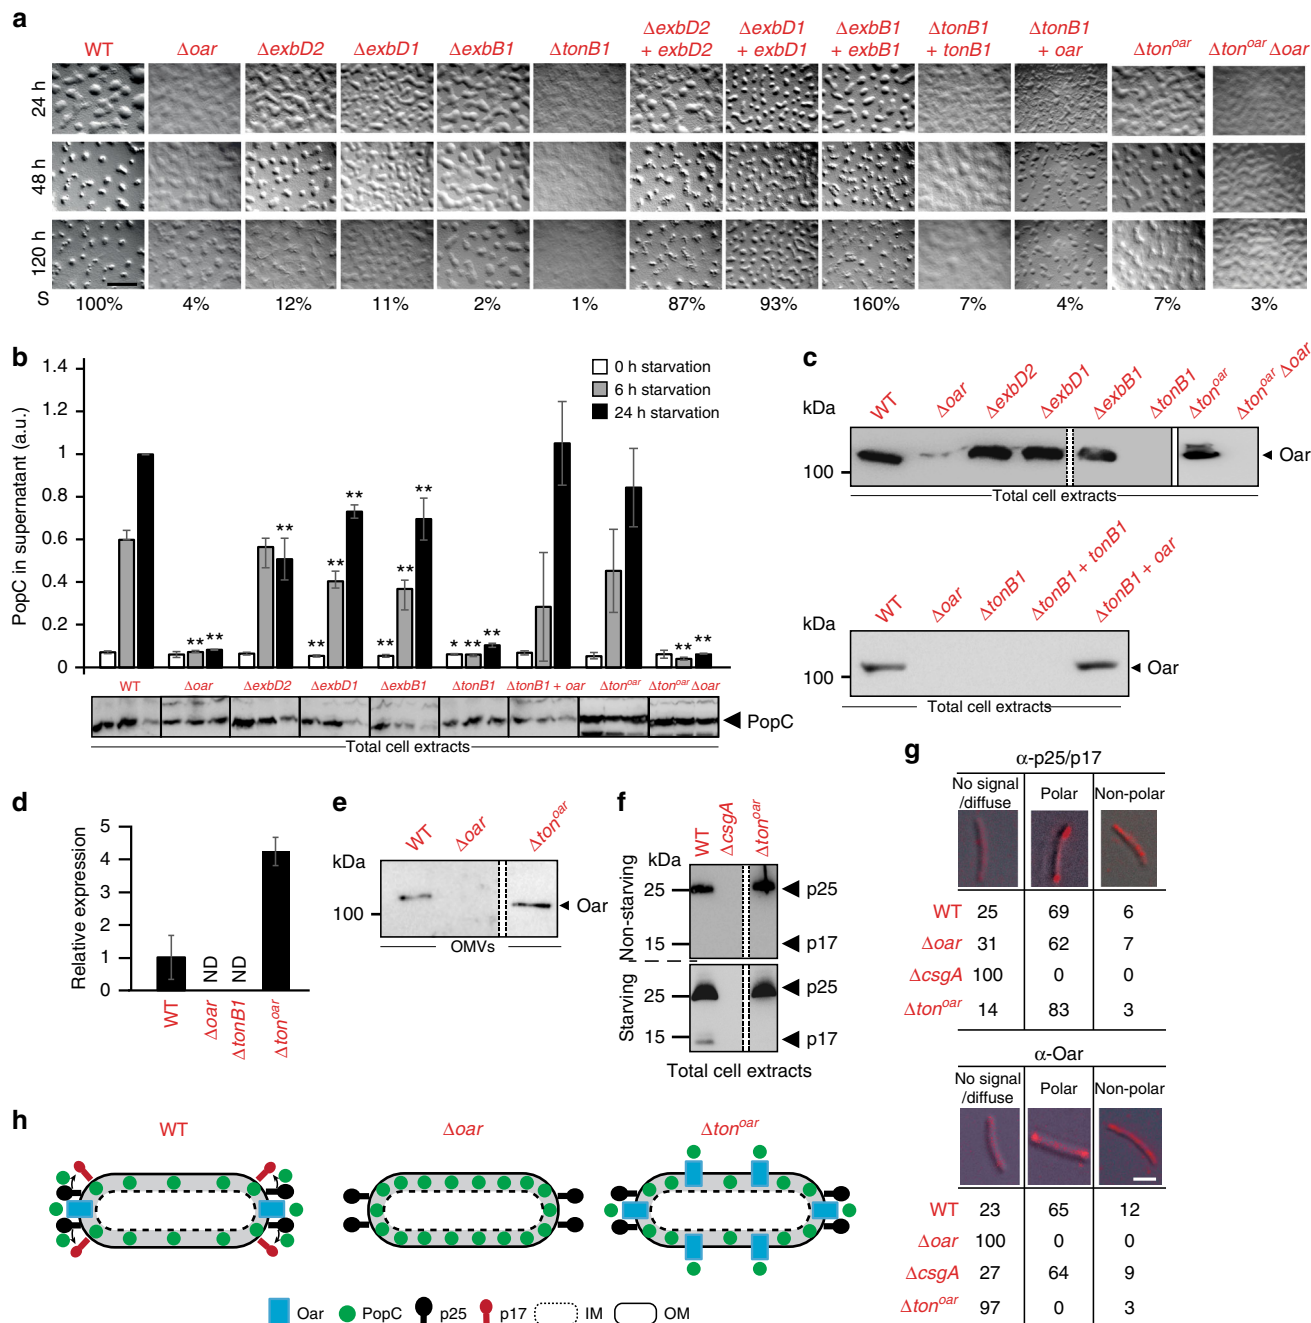 a
WT Δoar ΔexbD2 ΔexbD1 ΔexbB1 ΔtonB1 ΔexbD2 + exbD2 ΔexbD1 + exbD1 ΔexbB1 + exbB1 ΔtonB1 + tonB1 ΔtonB1 + oar Δton^oar Δton^oar Δoar
24 h
48 h
120 h
S 100% 4% 12% 11% 2% 1% 87% 93% 160% 7% 4% 7% 3%
b
PopC in supernatant (a.u.)
1.4
1.2
1
0.8
0.6
0.4
0.2
0
0 h starvation
6 h starvation
24 h starvation
** ** ** ** ** ** ** ** ** * ** ** ** **
WT Δoar ΔexbD2 ΔexbD1 ΔexbB1 ΔtonB1 ΔtonB1 + oar Δton^oar Δton^oar Δoar
PopC
Total cell extracts
c
kDa WT Δoar ΔexbD2 ΔexbD1 ΔexbB1 ΔtonB1 Δton^oar Δton^oar Δoar
100
Oar
Total cell extracts
kDa WT Δoar ΔtonB1 ΔtonB1 + tonB1 ΔtonB1 + oar
100
Oar
Total cell extracts
d
Relative expression
5
4
3
2
1
0
ND ND
WT Δoar ΔtonB1 Δton^oar
e
kDa WT Δoar Δton^oar
100
Oar
OMVs
f
kDa WT ΔcsgA Δton^oar
Non-starving
25 p25
15 p17
Starving
25 p25
15 p17
Total cell extracts
g
α-p25/p17
No signal /diffuse Polar Non-polar
WT 25 69 6
Δoar 31 62 7
ΔcsgA 100 0 0
Δton^oar 14 83 3
α-Oar
No signal /diffuse Polar Non-polar
WT 23 65 12
Δoar 100 0 0
ΔcsgA 27 64 9
Δton^oar 97 0 3
h
WT Δoar Δton^oar
Oar PopC p25 p17 IM OM